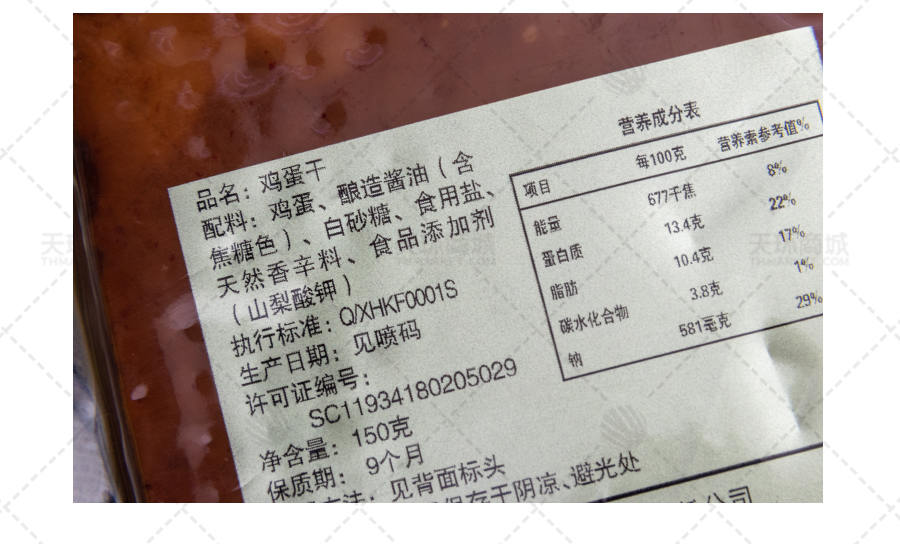 品名：鸡蛋干
配料：鸡蛋、酿造酱油（含
焦糖色）、白砂糖、食用盐、
天然香辛料、食品添加剂
（山梨酸钾）
执行标准：Q/XHKF0001S
生产日期：见喷码
许可证编号：
SC11934180205029
净含量：150克
保质期：9个月
方法：见背面标头
保存于阴凉、避光处
公司
营养成分表
项目 每100克 营养素参考值%
能量 677千焦 8%
蛋白质 13.4克 22%
脂肪 10.4克 17%
碳水化合物 3.8克 1%
钠 581毫克 29%